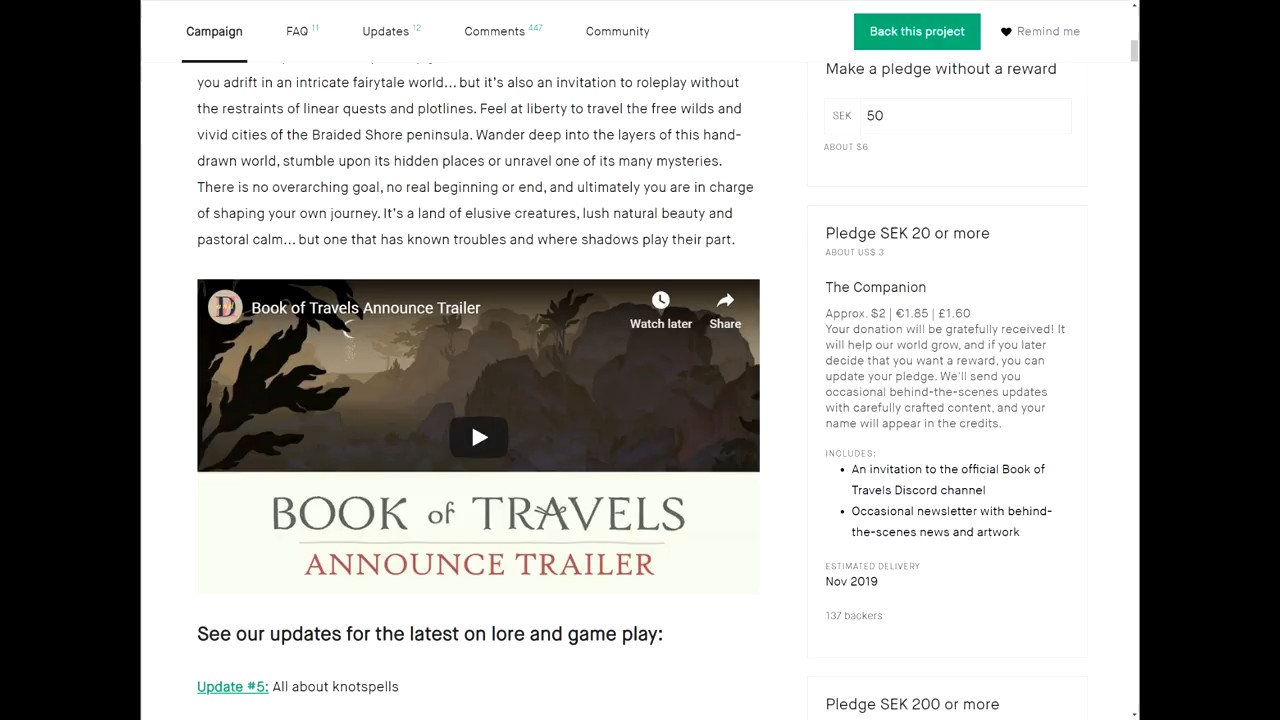 Campaign FAQ 11 Updates 12 Comments 447 Community Back this project Remind me
you adrift in an intricate fairytale world... but it's also an invitation to roleplay without
the restraints of linear quests and plotlines. Feel at liberty to travel the free wilds and
vivid cities of the Braided Shore peninsula. Wander deep into the layers of this hand-
drawn world, stumble upon its hidden places or unravel one of its many mysteries.
There is no overarching goal, no real beginning or end, and ultimately you are in charge
of shaping your own journey. It's a land of elusive creatures, lush natural beauty and
pastoral calm... but one that has known troubles and where shadows play their part.
Book of Travels Announce Trailer
Watch later Share
BOOK of TRAVELS
ANNOUNCE TRAILER
See our updates for the latest on lore and game play:
Update #5: All about knotspells
Make a pledge without a reward
SEK 50
ABOUT $6
Pledge SEK 20 or more
ABOUT US$ 3
The Companion
Approx. $2 | €1.85 | £1.60
Your donation will be gratefully received! It
will help our world grow, and if you later
decide that you want a reward, you can
update your pledge. We'll send you
occasional behind-the-scenes updates
with carefully crafted content, and your
name will appear in the credits.
INCLUDES:
• An invitation to the official Book of
Travels Discord channel
• Occasional newsletter with behind-
the-scenes news and artwork
ESTIMATED DELIVERY
Nov 2019
137 backers
Pledge SEK 200 or more